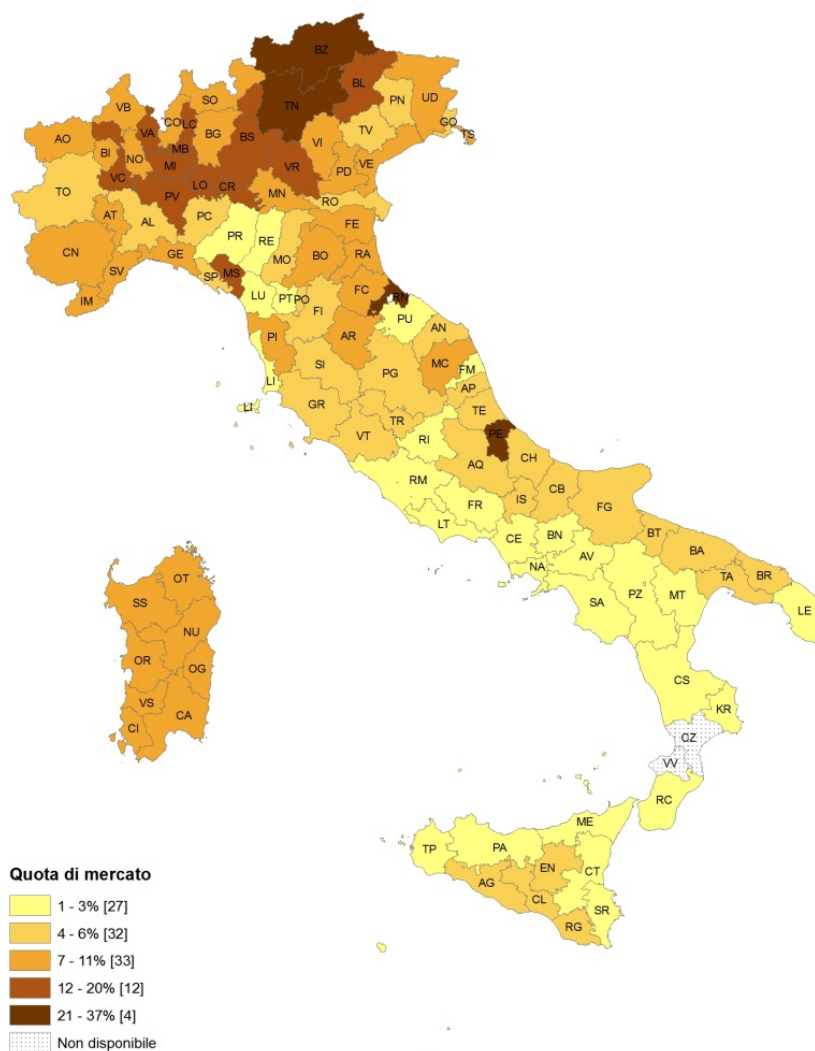 BZ
BL
TN
PN
UD
GO
TS
TV
SO
VB
CO
LC
VA
BG
BS
AO
BI
NO
MB
MI
VI
VE
PD
VR
VC
LO
CR
PV
MN
RO
TO
AT
AL
PC
FE
PR
RE
MO
BO
RA
CN
GE
SV
SP
MS
IM
FC
RN
LU
PT
PO
FI
PU
AN
PI
AR
MC
FM
LI
SI
PG
AP
LI
GR
TE
TR
VT
RI
PE
AQ
CH
RM
FR
IS
CB
FG
LT
CE
BN
BT
BA
AV
NA
TA
BR
SA
PZ
MT
LE
OT
SS
NU
OR
OG
VS
CA
CI
CS
KR
CZ
VV
RC
ME
TP
PA
EN
CT
AG
CL
SR
RG
Quota di mercato
1 - 3% [27]
4 - 6% [32]
7 - 11% [33]
12 - 20% [12]
21 - 37% [4]
Non disponibile